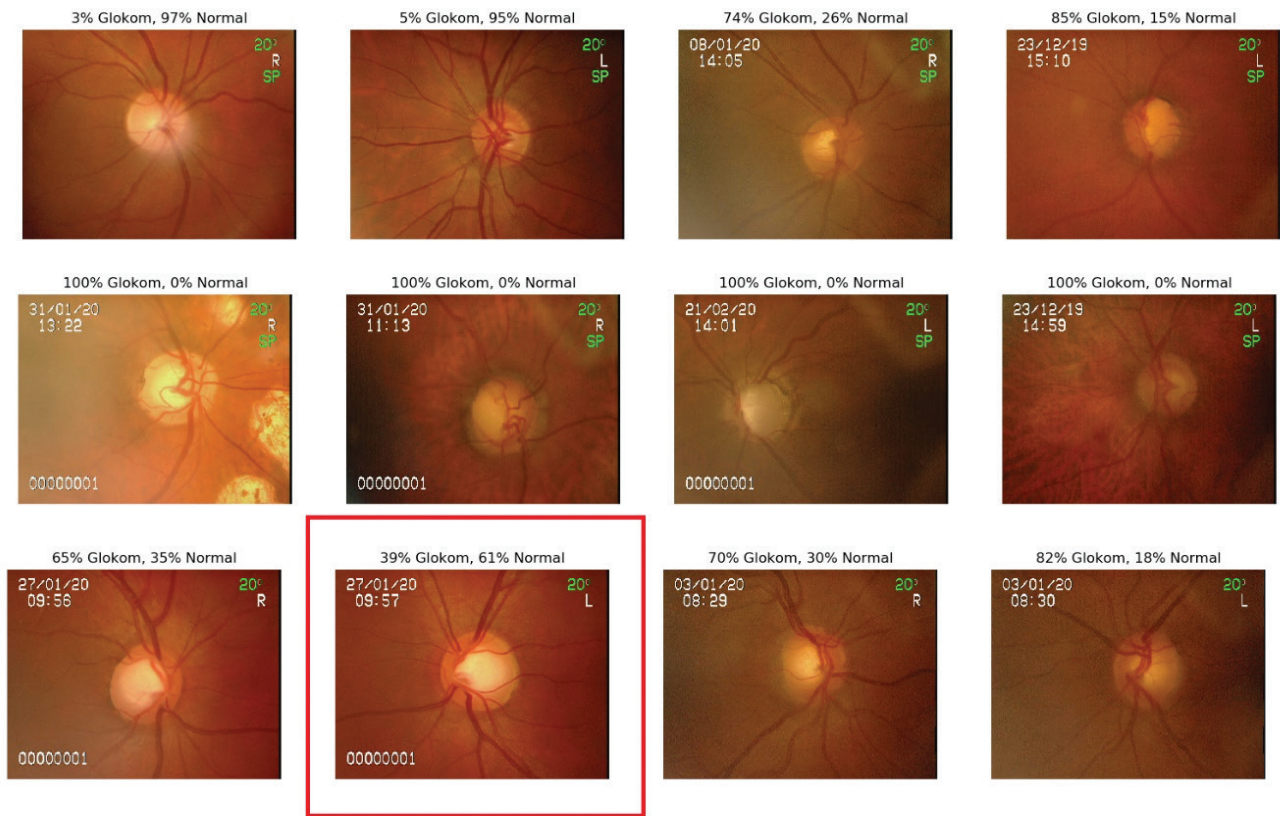 3% Glokom, 97% Normal
20°
R
SP
5% Glokom, 95% Normal
20°
L
SP
74% Glokom, 26% Normal
08/01/20
14:05
20°
R
SP
85% Glokom, 15% Normal
23/12/19
15:10
20°
L
SP
100% Glokom, 0% Normal
31/01/20
13:22
20°
R
SP
00000001
100% Glokom, 0% Normal
31/01/20
11:13
20°
R
SP
00000001
100% Glokom, 0% Normal
21/02/20
14:01
20°
L
SP
00000001
100% Glokom, 0% Normal
23/12/19
14:59
20°
L
SP
65% Glokom, 35% Normal
27/01/20
09:56
20°
R
00000001
39% Glokom, 61% Normal
27/01/20
09:57
20°
L
00000001
70% Glokom, 30% Normal
03/01/20
08:29
20°
R
82% Glokom, 18% Normal
03/01/20
08:30
20°
L